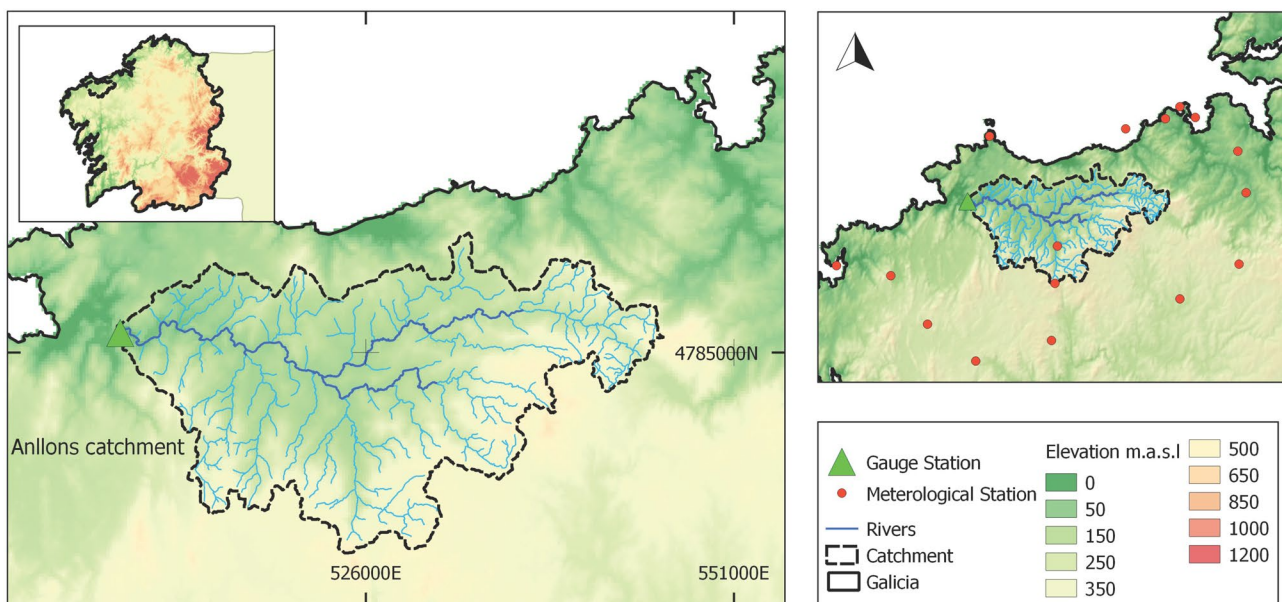 4785000N
Anllons catchment
526000E
551000E
Gauge Station
Meterological Station
Rivers
Catchment
Galicia
Elevation m.a.s.l
0
50
150
250
350
500
650
850
1000
1200